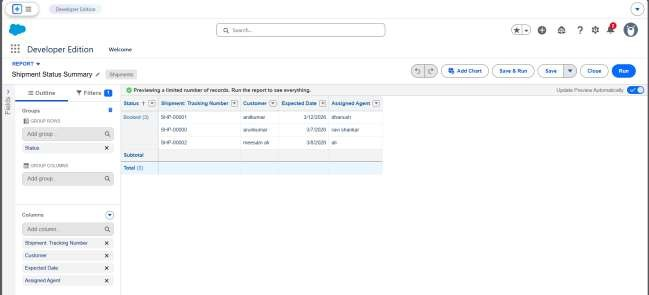 Developer Edition
Search...
Developer Edition Welcome
REPORT
Shipment Status Summary Shipments
Add Chart Save & Run Save Close Run
Fields
Outline Filters 1
Previewing a limited number of records. Run the report to see everything. Update Preview Automatically
Groups
GROUP ROWS
Add group...
Status
GROUP COLUMNS
Add group...
Columns
Add column...
Shipment: Tracking Number
Customer
Expected Date
Assigned Agent
Status Shipment: Tracking Number Customer Expected Date Assigned Agent
Booked (3) SHP-00001 anilkumar 3/12/2026 dhanush
SHP-00000 arunkumar 3/7/2026 ravi shankar
SHP-00002 meesulm ali 3/8/2026 ali
Subtotal
Total (3)